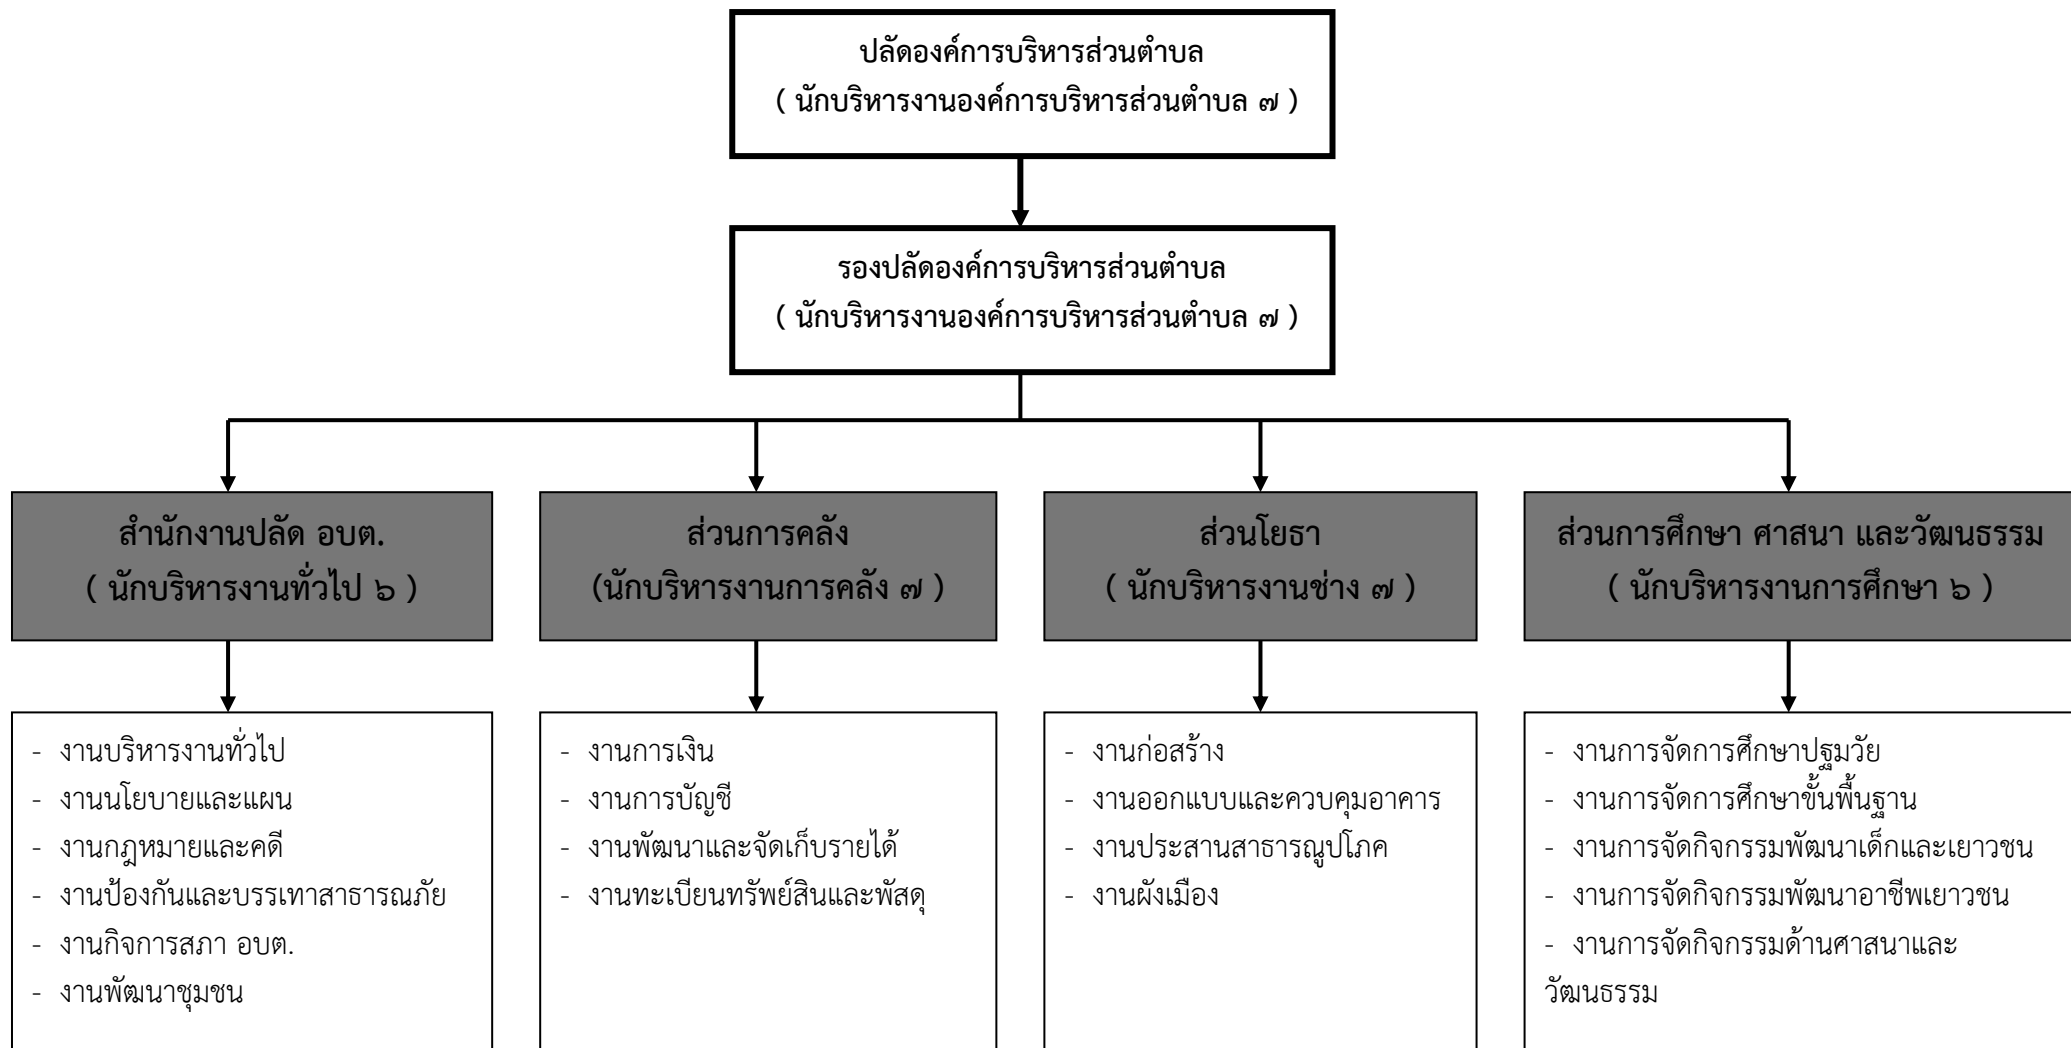 ปลัดองค์การบริหารส่วนตำบล
( นักบริหารงานองค์การบริหารส่วนตำบล ๗ )
รองปลัดองค์การบริหารส่วนตำบล
( นักบริหารงานองค์การบริหารส่วนตำบล ๗ )
สำนักงานปลัด อบต.
( นักบริหารงานทั่วไป ๖ )
ส่วนการคลัง
(นักบริหารงานการคลัง ๗ )
ส่วนโยธา
( นักบริหารงานช่าง ๗ )
ส่วนการศึกษา ศาสนา และวัฒนธรรม
( นักบริหารงานการศึกษา ๖ )
- งานบริหารงานทั่วไป
- งานนโยบายและแผน
- งานกฎหมายและคดี
- งานป้องกันและบรรเทาสาธารณภัย
- งานกิจการสภา อบต.
- งานพัฒนาชุมชน
- งานการเงิน
- งานการบัญชี
- งานพัฒนาและจัดเก็บรายได้
- งานทะเบียนทรัพย์สินและพัสดุ
- งานก่อสร้าง
- งานออกแบบและควบคุมอาคาร
- งานประสานสาธารณูปโภค
- งานผังเมือง
- งานการจัดการศึกษาปฐมวัย
- งานการจัดการศึกษาขั้นพื้นฐาน
- งานการจัดกิจกรรมพัฒนาเด็กและเยาวชน
- งานการจัดกิจกรรมพัฒนาอาชีพเยาวชน
- งานการจัดกิจกรรมด้านศาสนาและ
วัฒนธรรม